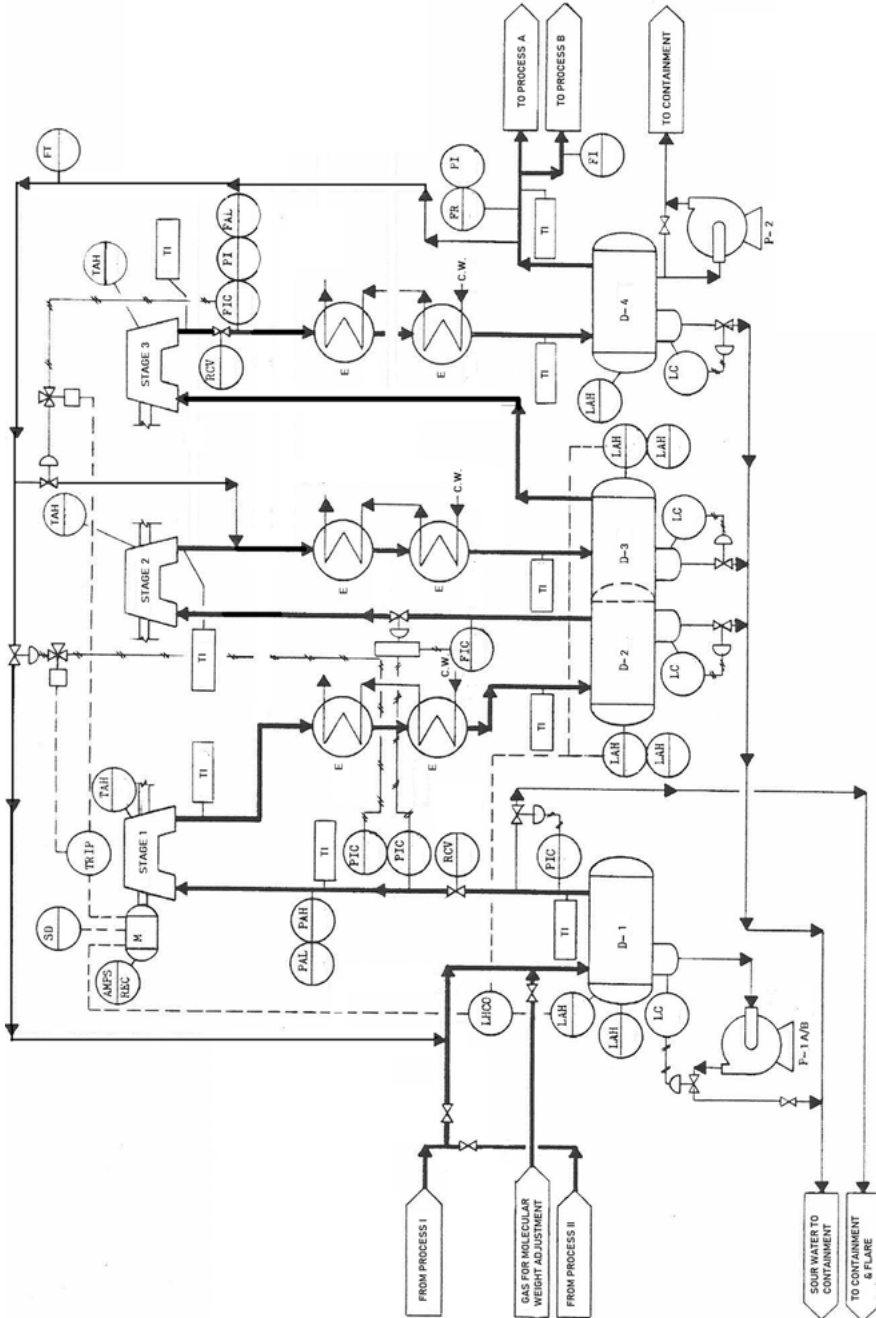 TO PROCESS A
TO PROCESS B
TO CONTAINMENT
FT
PI
FR
FI
TI
P-2
TAH
TI
FIC
PI
FAL
STAGE 3
RCV
E
E
C.W.
TI
D-4
LAH
LC
TAH
STAGE 2
TI
E
E
C.W.
TI
FIC
LAH
LAH
D-3
D-2
LC
LC
LAH
LAH
TAH
STAGE 1
TI
TRIP
SD
M
AMPS
REC
E
E
C.W.
TI
TI
PIC
PIC
RCV
PAH
PAL
PIC
TI
D-1
LHCO
LAH
LAH
LC
P-1 A/B
FROM PROCESS I
GAS FOR MOLECULAR
WEIGHT ADJUSTMENT
FROM PROCESS II
SOUR WATER TO
CONTAINMENT
TO CONTAINMENT
& FLARE